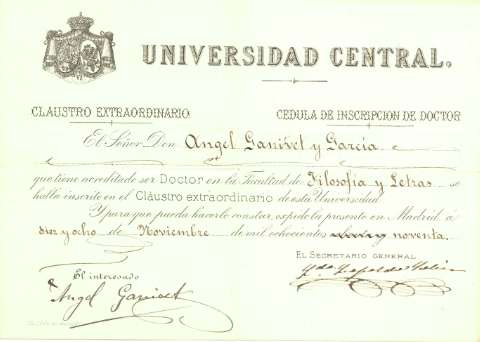 UNIVERSIDAD CENTRAL.
CLAUSTRO EXTRAORDINARIO
CEDULA DE INSCRIPCION DE DOCTOR
El Señor Don Angel Ganivet y García
que tiene acreditado ser Doctor en la Facultad de Filosofía y Letras se
halla inscrito en el Cláustro extraordinario de esta Universidad.
Y para que pueda hacerlo constar, expide la presente en Madrid á
diez y ocho de Noviembre de mil ochocientos noventa.
EL SECRETARIO GENERAL
El interesado
Angel Ganivet